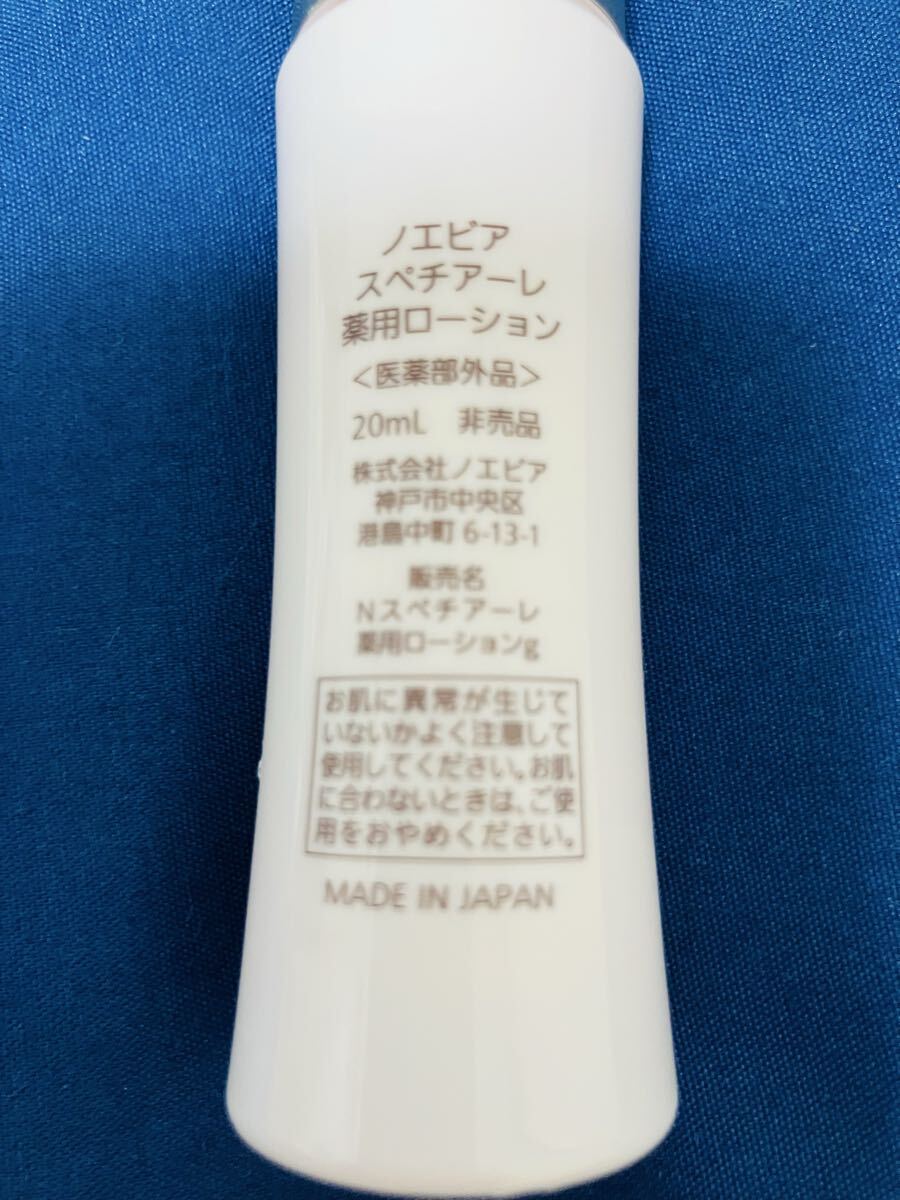 ノエビア
スペチアーレ
薬用ローション
<医薬部外品>
20mL 非売品
株式会社ノエビア
神戸市中央区
港島中町 6-13-1
販売名
Nスペチアーレ
薬用ローションg
お肌に異常が生じて
いないかよく注意して
使用してください。お肌
に合わないときは、ご使
用をおやめください。
MADE IN JAPAN